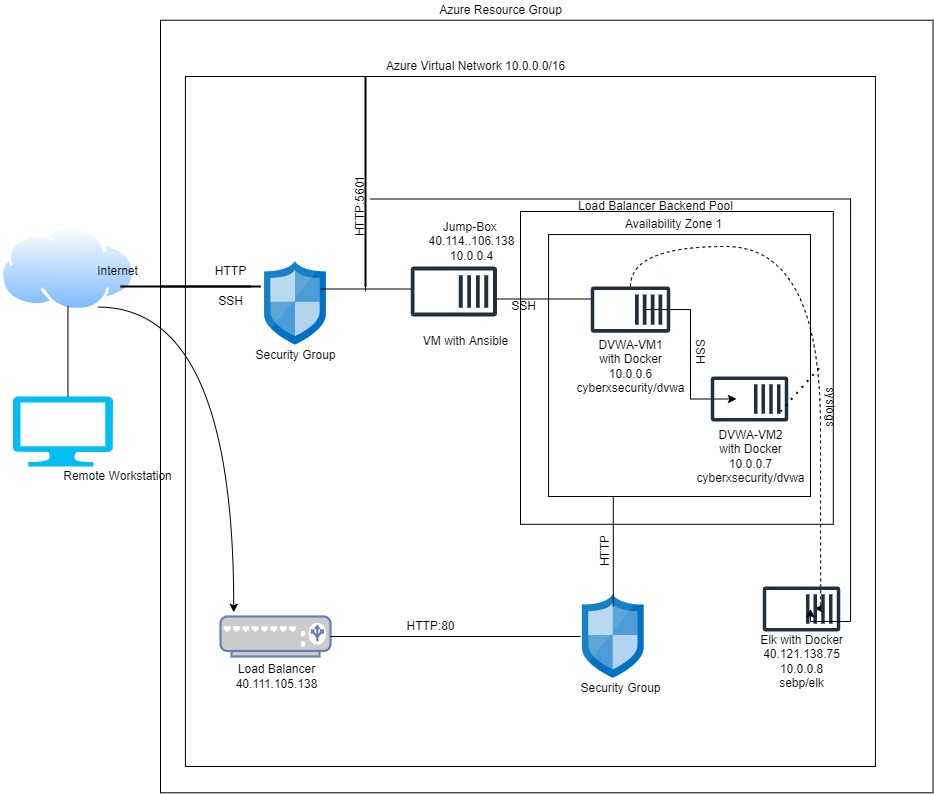 Azure Resource Group
Azure Virtual Network 10.0.0.0/16
HTTP:5601
Load Balancer Backend Pool
Availability Zone 1
Jump-Box
40.114..106.138
10.0.0.4
Internet
HTTP
SSH
SSH
VM with Ansible
Security Group
DVWA-VM1
with Docker
10.0.0.6
cyberxsecurity/dvwa
SSH
syslogs
DVWA-VM2
with Docker
10.0.0.7
cyberxsecurity/dvwa
Remote Workstation
HTTP
HTTP:80
Load Balancer
40.111.105.138
Security Group
Elk with Docker
40.121.138.75
10.0.0.8
sebp/elk